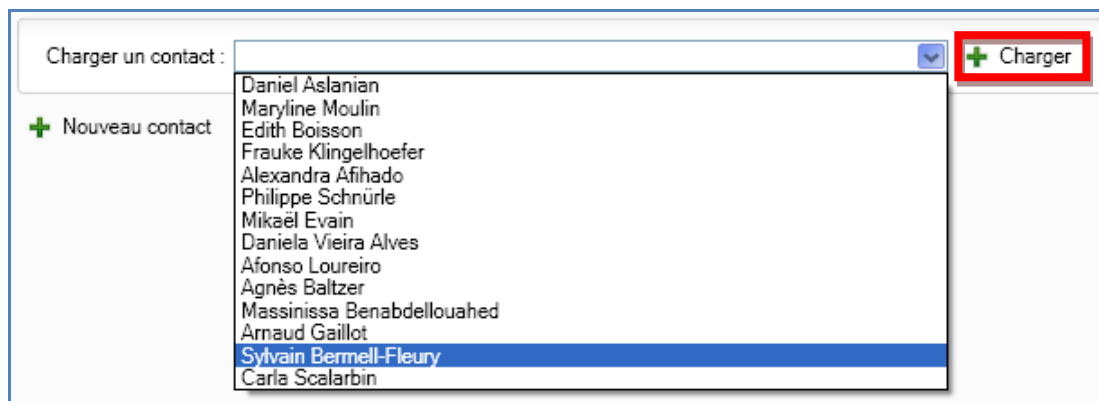 Charger un contact : Charger
Daniel Aslanian
Maryline Moulin
Nouveau contact
Edith Boisson
Frauke Klingelhoefer
Alexandra Afihado
Philippe Schnürle
Mikaël Evain
Daniela Vieira Alves
Afonso Loureiro
Agnès Baltzer
Massinissa Benabdellouahed
Arnaud Gaillot
Sylvain Bermell-Fleury
Carla Scalarbin